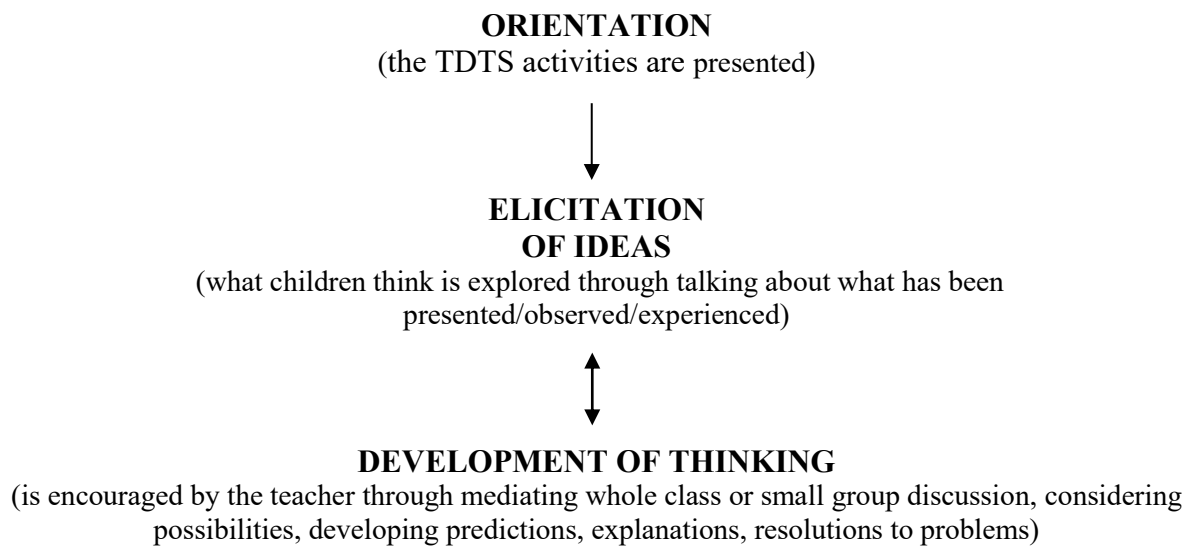 ORIENTATION
(the TDTS activities are presented)
ELICITATION
OF IDEAS
(what children think is explored through talking about what has been
presented/observed/experienced)
DEVELOPMENT OF THINKING
(is encouraged by the teacher through mediating whole class or small group discussion, considering
possibilities, developing predictions, explanations, resolutions to problems)